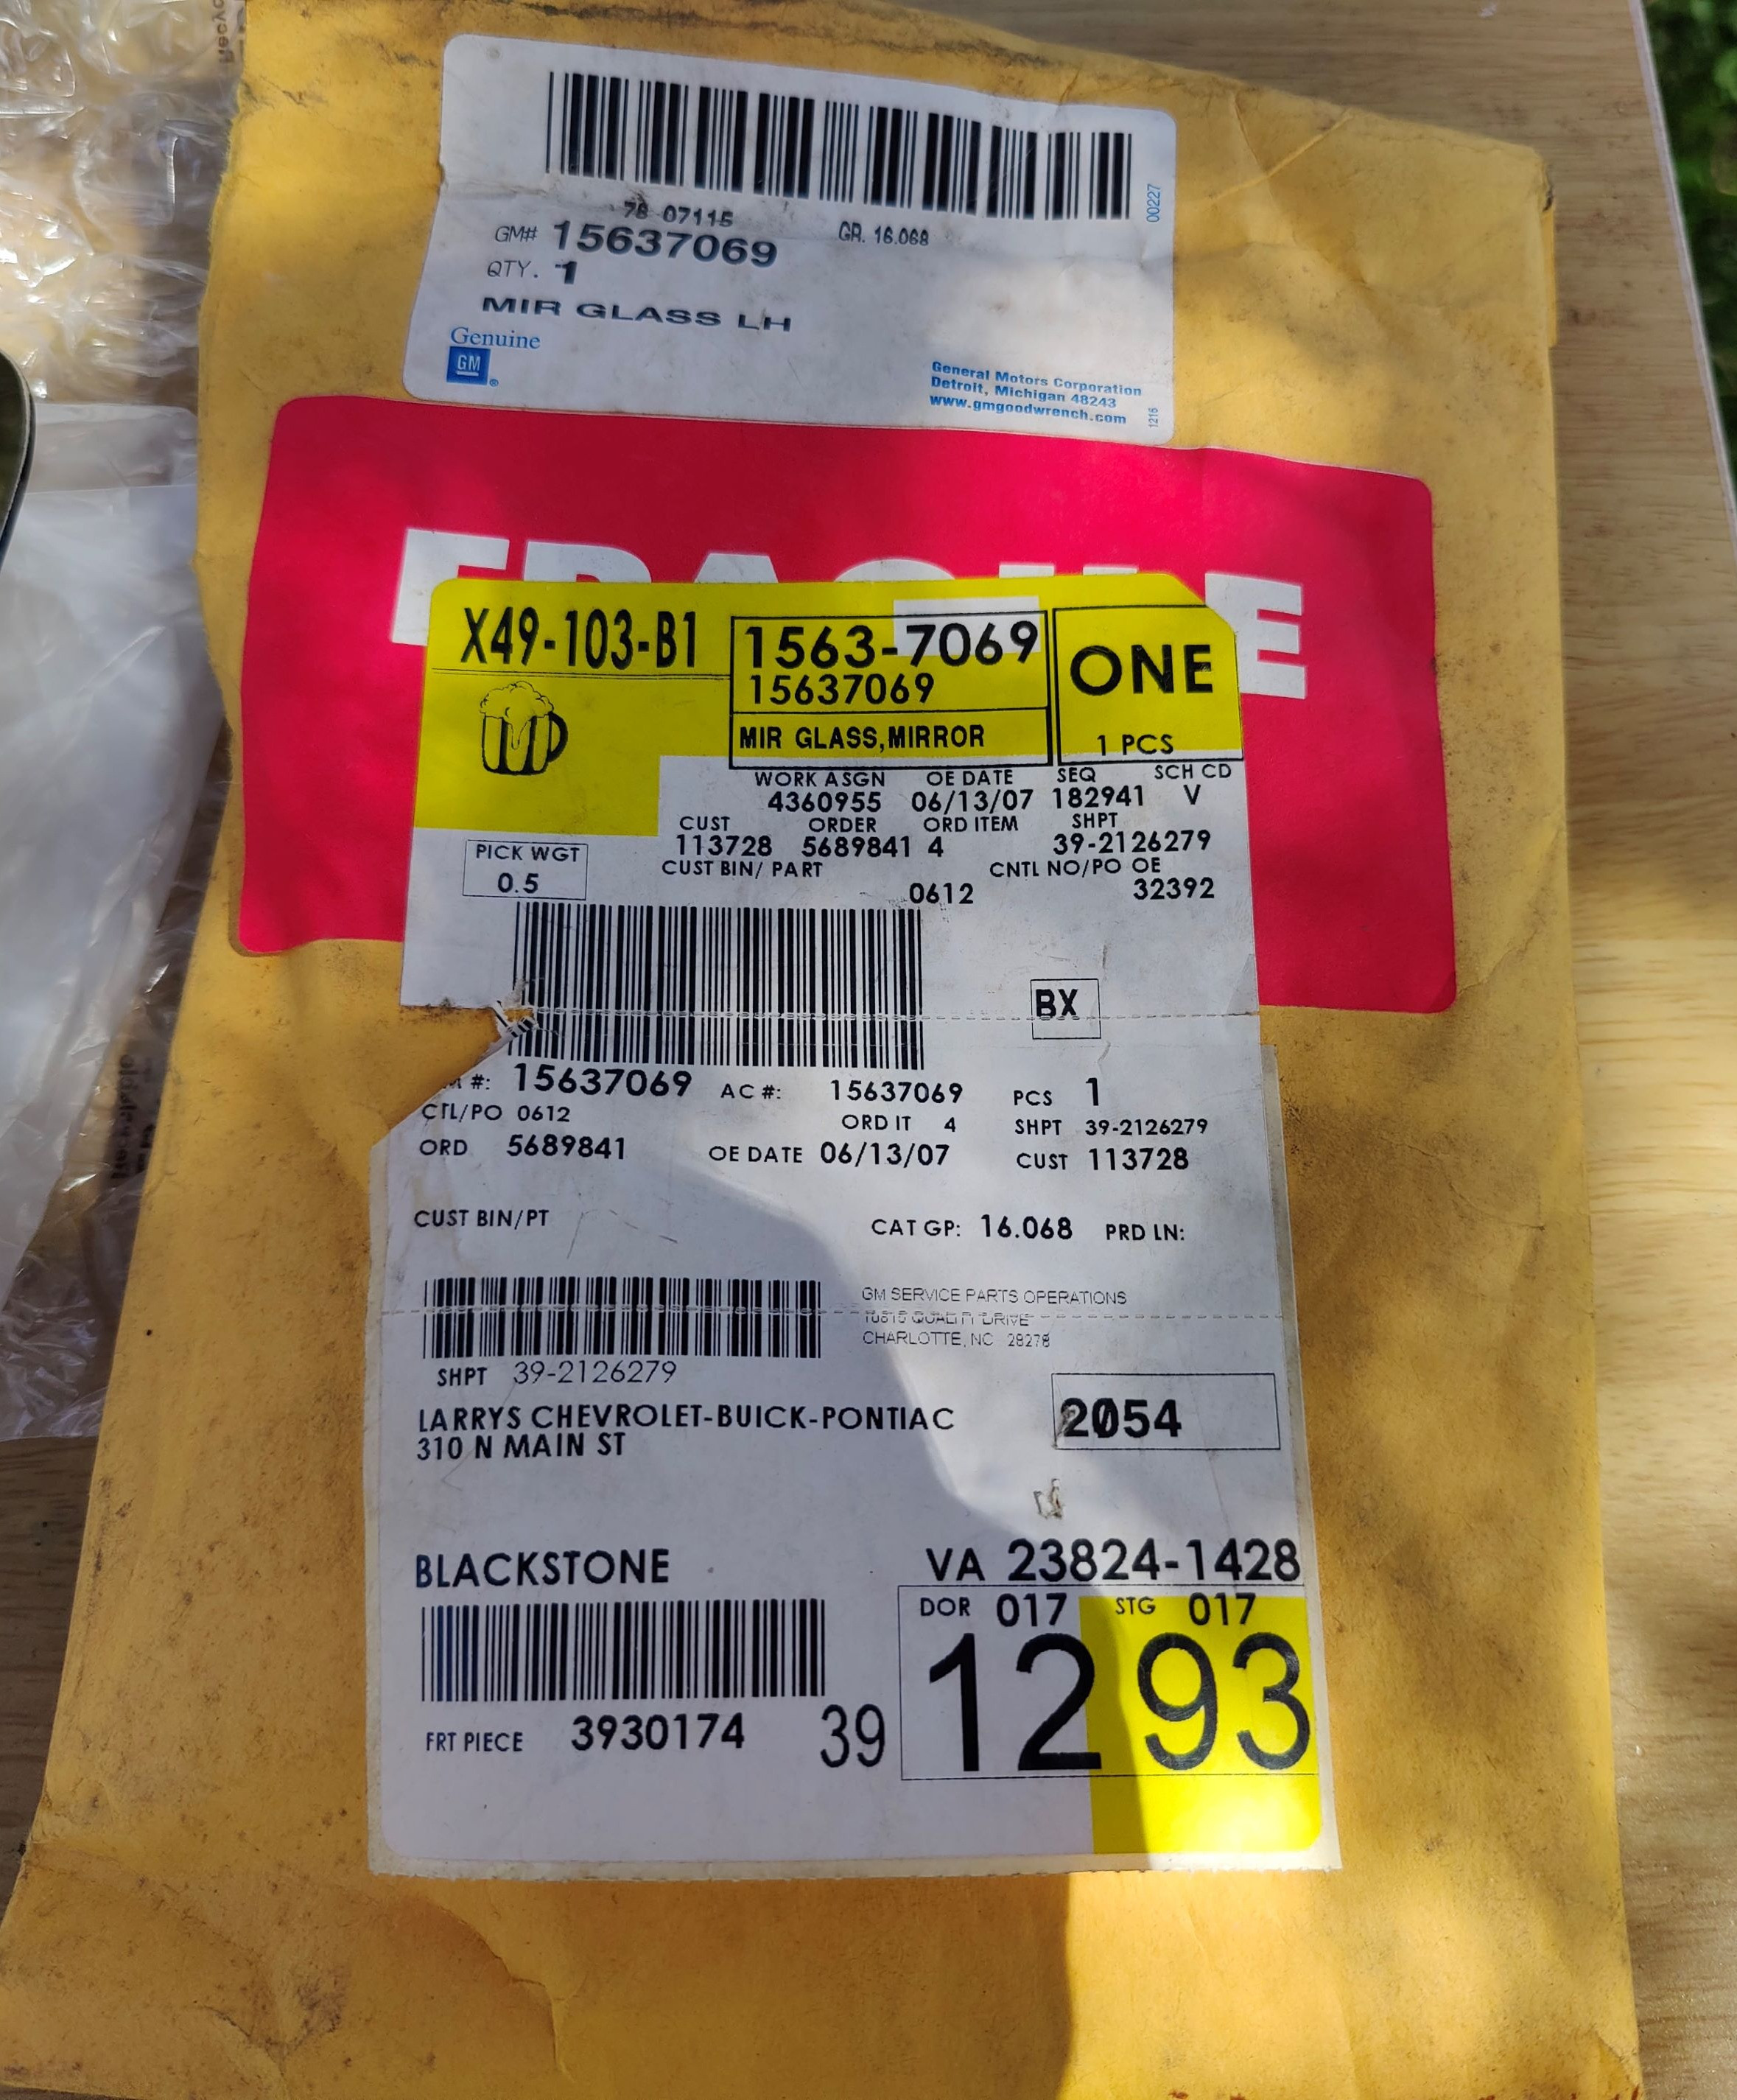 00227
78 07115
GM# 15637069 GR. 16.068
QTY. 1
MIR GLASS LH
Genuine
GM
®
General Motors Corporation
Detroit, Michigan 48243
www.gmgoodwrench.com
1215
FRAGILE
X49-103-B1
1563-7069
15637069
MIR GLASS,MIRROR
ONE
1 PCS
WORK ASGN OE DATE SEQ SCH CD
4360955 06/13/07 182941 V
CUST ORDER ORD ITEM SHPT
113728 5689841 4 39-2126279
CUST BIN/ PART CNTL NO/PO OE
0612 32392
PICK WGT
0.5
BX
#: 15637069 AC #: 15637069 PCS 1
CTL/PO 0612 ORD IT 4 SHPT 39-2126279
ORD 5689841 OE DATE 06/13/07 CUST 113728
CUST BIN/PT CAT GP: 16.068 PRD LN:
GM SERVICE PARTS OPERATIONS
QUALITY DRIVE
CHARLOTTE, NC 28278
SHPT 39-2126279
LARRYS CHEVROLET-BUICK-PONTIAC
310 N MAIN ST
2054
BLACKSTONE VA 23824-1428
DOR 017 STG 017
1293
FRT PIECE 3930174 39